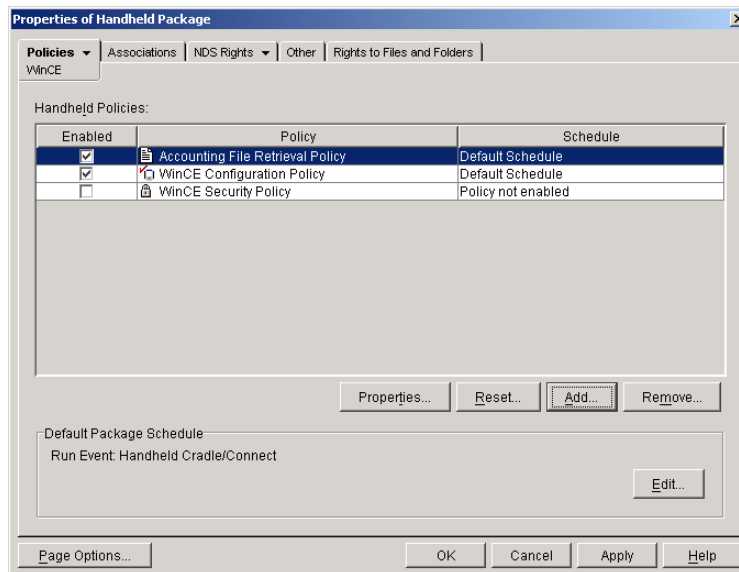 Properties of Handheld Package
Policies Associations NDS Rights Other Rights to Files and Folders
WinCE
Handheld Policies:
Enabled Policy Schedule
Accounting File Retrieval Policy Default Schedule
WinCE Configuration Policy Default Schedule
WinCE Security Policy Policy not enabled
Properties... Reset... Add... Remove...
Default Package Schedule
Run Event: Handheld Cradle/Connect
Edit...
Page Options... OK Cancel Apply Help